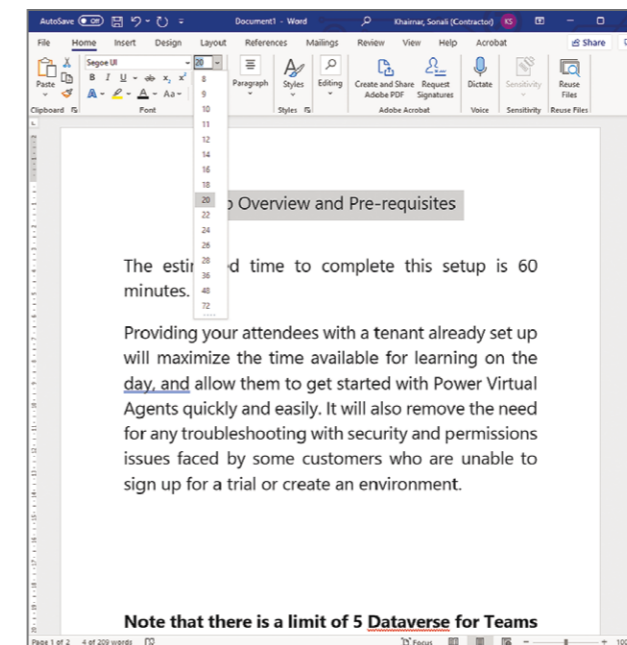 AutoSave Off Document1 - Word Khairnar, Sonali (Contractor) KS
File Home Insert Design Layout References Mailings Review View Help Acrobat Share
Segoe UI 20
Paste B I U ab x x² A A Aa Paragraph Styles Editing Create and Share Adobe PDF Request Signatures Dictate Sensitivity Reuse Files
Clipboard Font Styles Adobe Acrobat Voice Sensitivity Reuse Files
8
9
10
11
12
14
16
18
20
22
24
26
28
36
48
72
Overview and Pre-requisites
The esti d time to complete this setup is 60
minutes.
Providing your attendees with a tenant already set up
will maximize the time available for learning on the
day, and allow them to get started with Power Virtual
Agents quickly and easily. It will also remove the need
for any troubleshooting with security and permissions
issues faced by some customers who are unable to
sign up for a trial or create an environment.
Note that there is a limit of 5 Dataverse for Teams
Page 1 of 2 4 of 209 words Focus 100